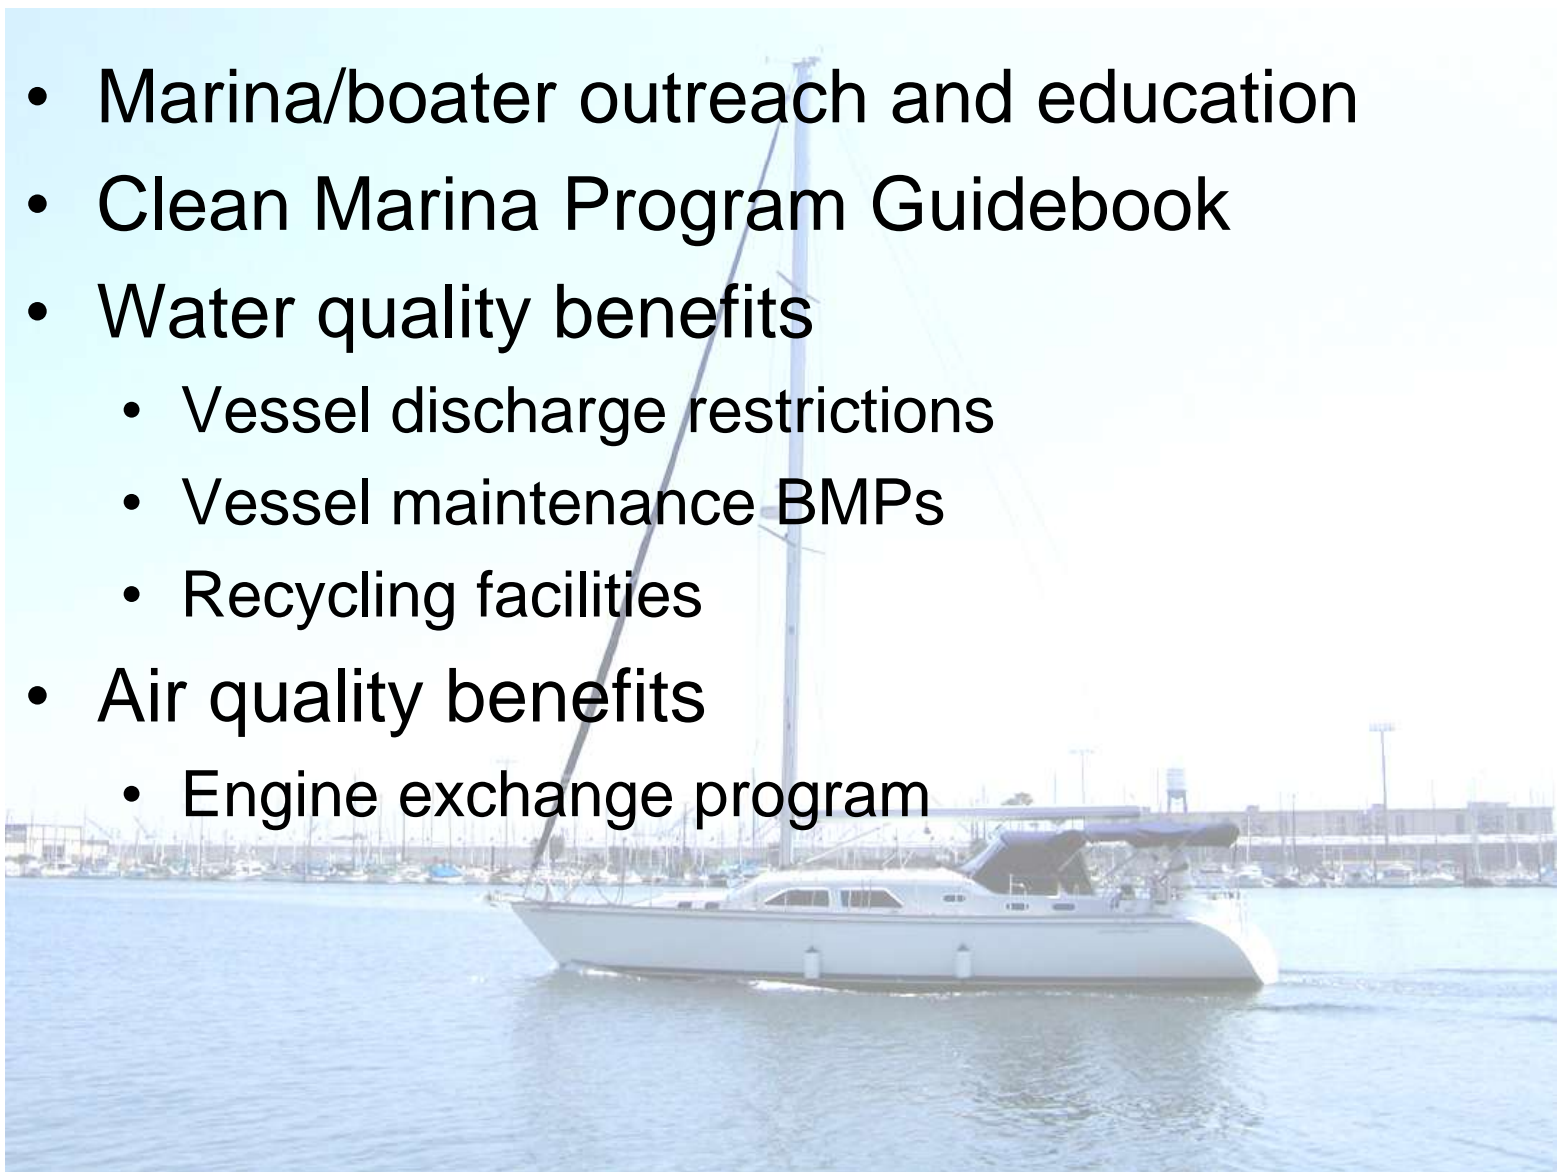 • Marina/boater outreach and education
• Clean Marina Program Guidebook
• Water quality benefits
• Vessel discharge restrictions
• Vessel maintenance BMPs
• Recycling facilities
• Air quality benefits
• Engine exchange program